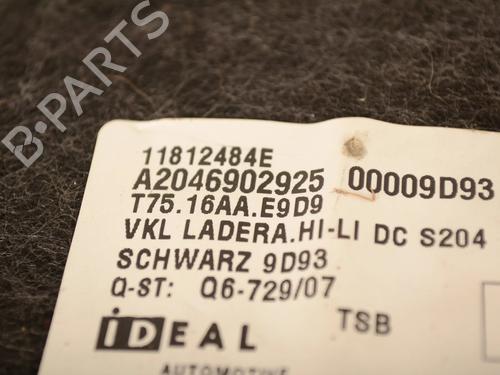 B-PARTS
11812484E
A2046902925 00009D93
T75.16AA.E9D9
VKL LADERA.HI-LI DC S204
SCHWARZ 9D93
Q-ST: Q6-729/07
iDEAL TSB
AUTOMOTIVE